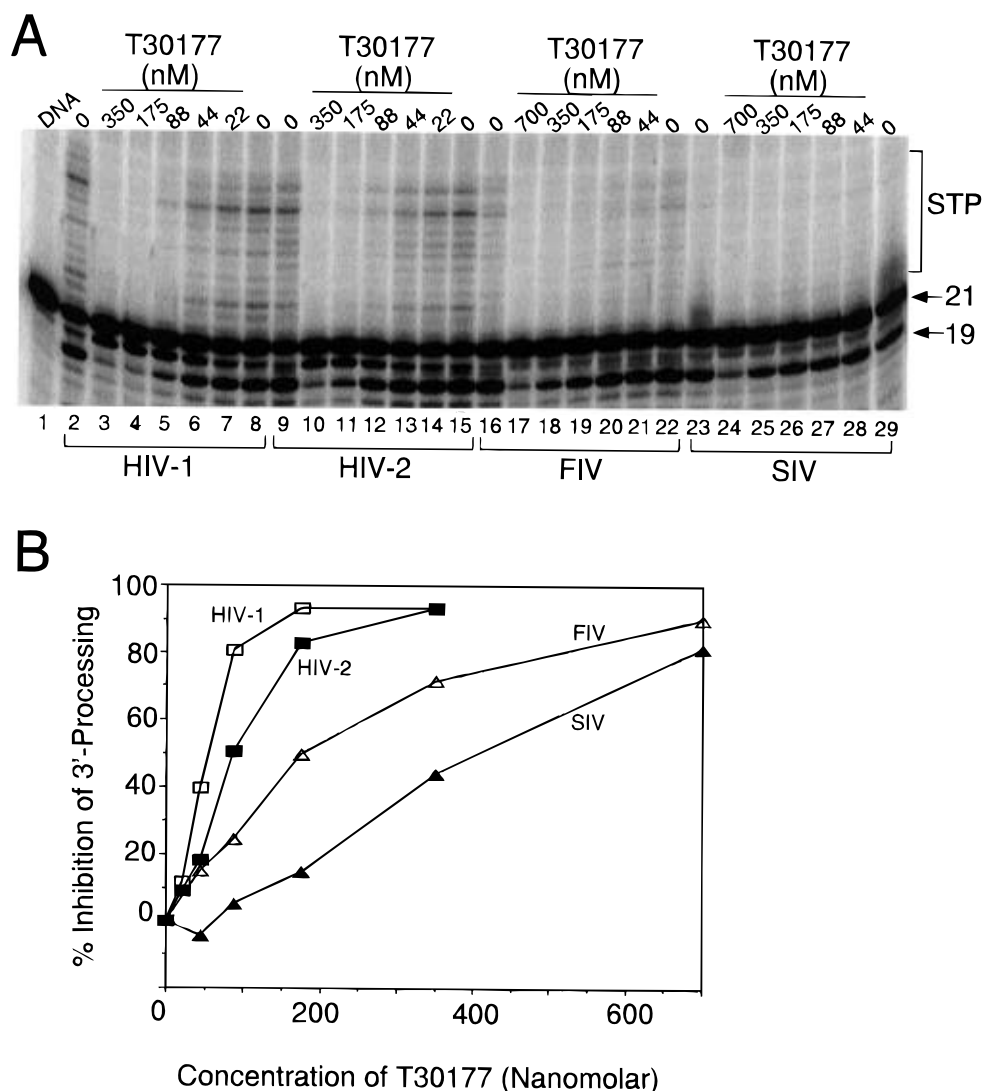 A
T30177 T30177 T30177 T30177
(nM) (nM) (nM) (nM)
DNA 0 350 175 88 44 22 0 0 350 175 88 44 22 0 0 700 350 175 88 44 0 0 700 350 175 88 44 0
STP
21
19
1 2 3 4 5 6 7 8 9 10 11 12 13 14 15 16 17 18 19 20 21 22 23 24 25 26 27 28 29
HIV-1 HIV-2 FIV SIV
B
100
80
60
40
20
0
% Inhibition of 3'-Processing
HIV-1
HIV-2
FIV
SIV
0 200 400 600
Concentration of T30177 (Nanomolar)